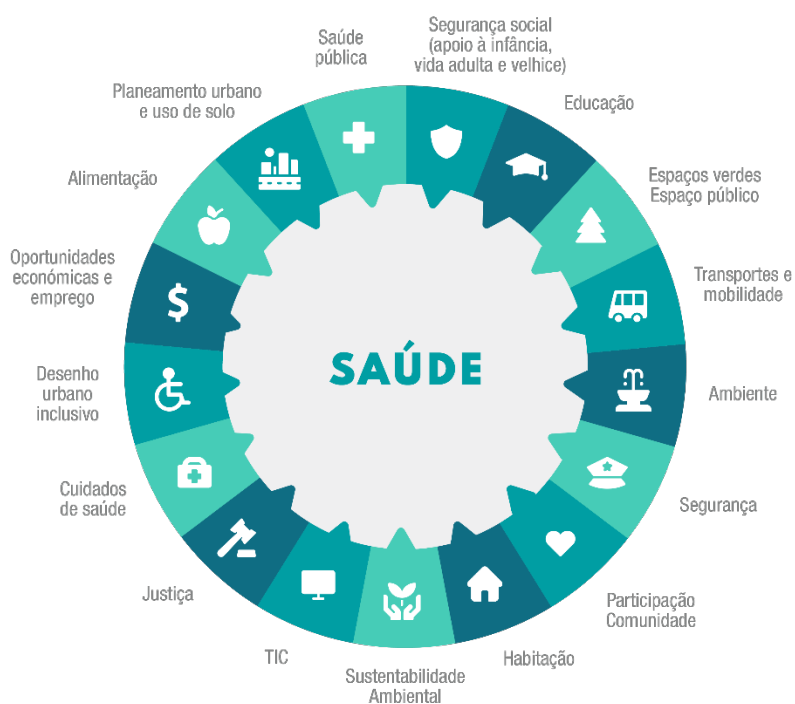 Saúde
pública
Segurança social
(apoio à infância,
vida adulta e velhice)
Educação
Espaços verdes
Espaço público
Transportes e
mobilidade
Ambiente
Segurança
Participação
Comunidade
Habitação
Sustentabilidade
Ambiental
TIC
Justiça
Cuidados
de saúde
Desenho
urbano
inclusivo
Oportunidades
económicas e
emprego
Alimentação
Planeamento urbano
e uso de solo
SAÚDE